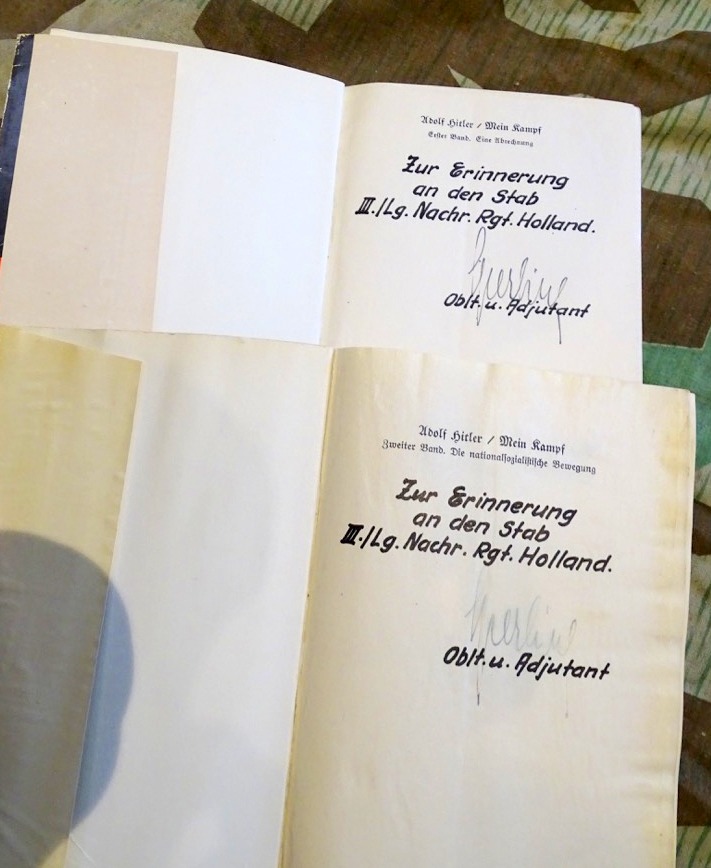 Adolf Hitler / Mein Kampf
Erster Band. Eine Abrechnung
Zur Erinnerung
an den Stab
III./Lg. Nachr. Rgt. Holland.
Oblt. u. Adjutant
Adolf Hitler / Mein Kampf
Zweiter Band. Die nationalsozialistische Bewegung
Zur Erinnerung
an den Stab
III./Lg. Nachr. Rgt. Holland.
Oblt. u. Adjutant